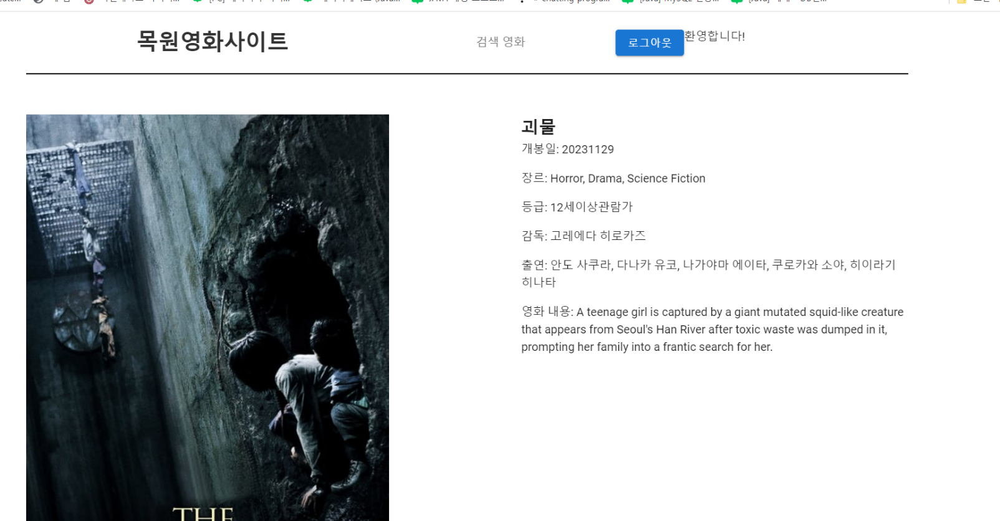 목원영화사이트
검색 영화
로그아웃
환영합니다!
괴물
개봉일: 20231129
장르: Horror, Drama, Science Fiction
등급: 12세이상관람가
감독: 고레에다 히로카즈
출연: 안도 사쿠라, 다나카 유코, 나가야마 에이타, 쿠로카와 소야, 히이라기
히나타
영화 내용: A teenage girl is captured by a giant mutated squid-like creature
that appears from Seoul's Han River after toxic waste was dumped in it,
prompting her family into a frantic search for her.
THE